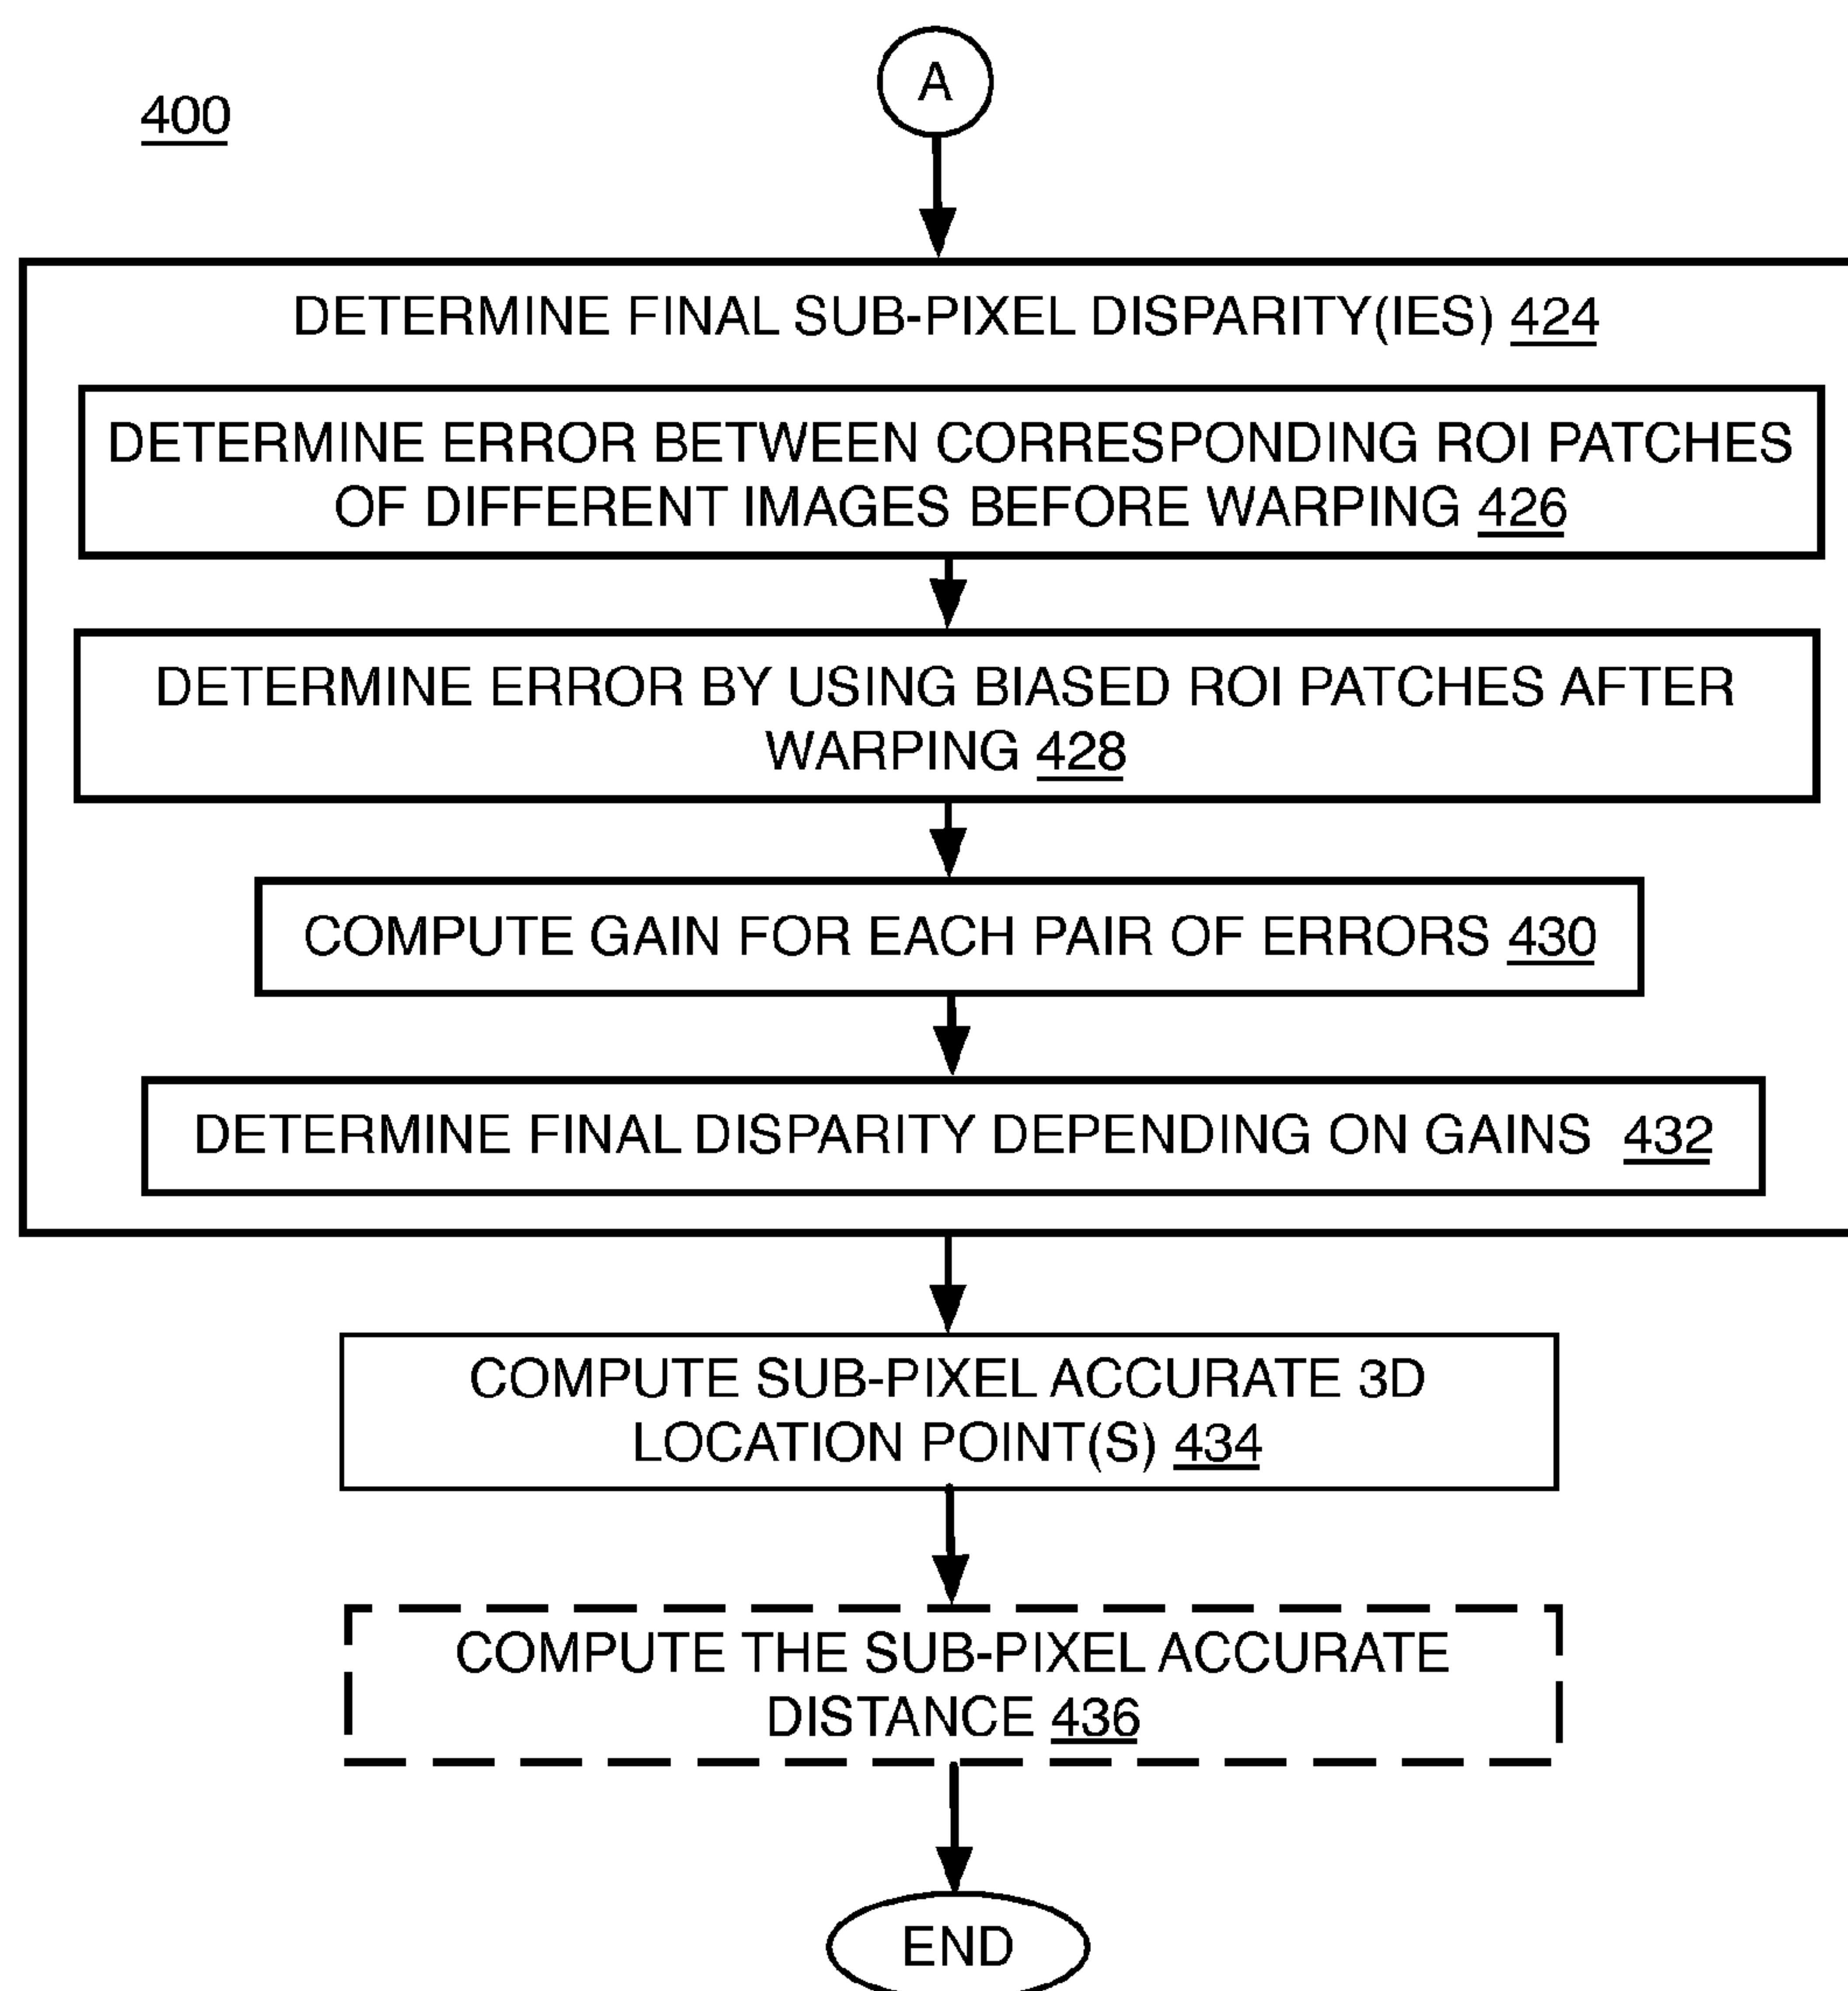 A
400
DETERMINE FINAL SUB-PIXEL DISPARITY(IES) 424
DETERMINE ERROR BETWEEN CORRESPONDING ROI PATCHES
OF DIFFERENT IMAGES BEFORE WARPING 426
DETERMINE ERROR BY USING BIASED ROI PATCHES AFTER
WARPING 428
COMPUTE GAIN FOR EACH PAIR OF ERRORS 430
DETERMINE FINAL DISPARITY DEPENDING ON GAINS 432
COMPUTE SUB-PIXEL ACCURATE 3D
LOCATION POINT(S) 434
COMPUTE THE SUB-PIXEL ACCURATE
DISTANCE 436
END